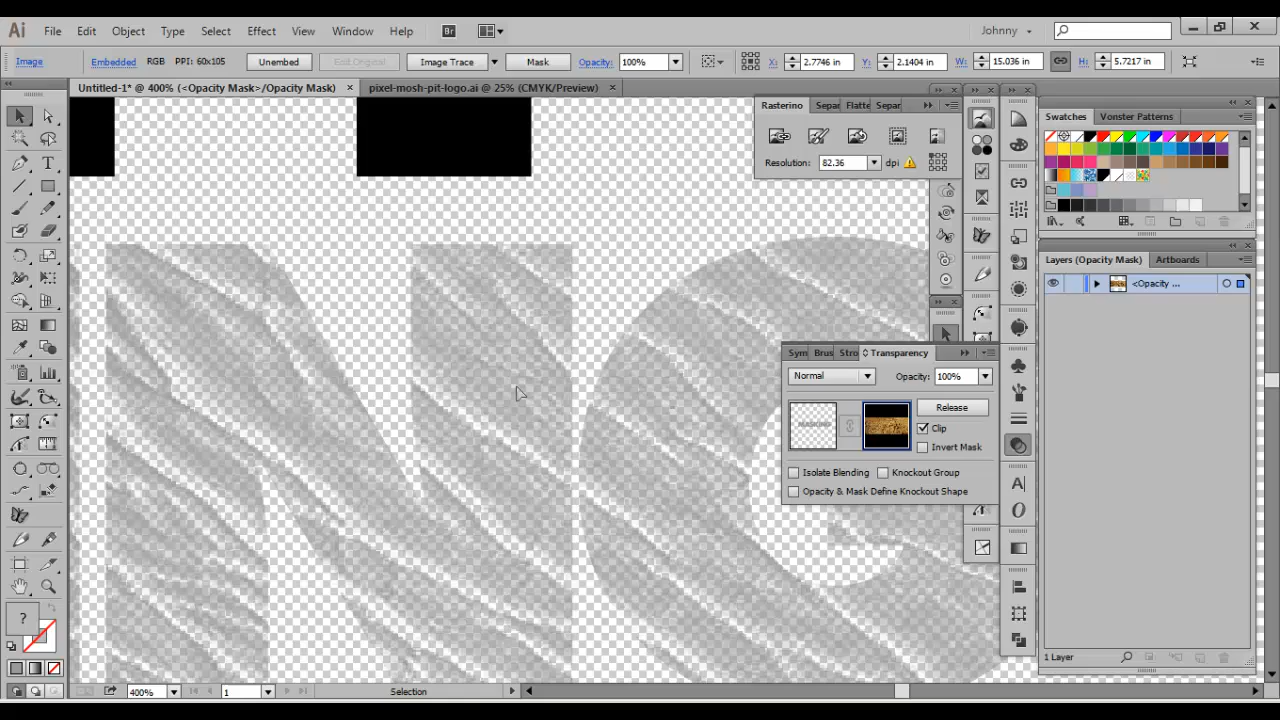 Ai File Edit Object Type Select Effect View Window Help Br Johnny
Image Embedded RGB PPI: 60x105 Unembed Edit Original Image Trace Mask Opacity: 100% X: 2.7746 in Y: 2.1404 in W: 15.036 in H: 5.7217 in
Untitled-1* @ 400% (<Opacity Mask>/Opacity Mask) pixel-mosh-pit-logo.ai @ 25% (CMYK/Preview)
Rasterino Separ Flatte Separ
Swatches Vonster Patterns
Resolution: 82.36 dpi
Layers (Opacity Mask) Artboards
<Opacity ...
Sym Brus Stro Transparency
Normal Opacity: 100%
Release
Clip
Invert Mask
Isolate Blending Knockout Group
Opacity & Mask Define Knockout Shape
?
1 Layer
400% 1 Selection